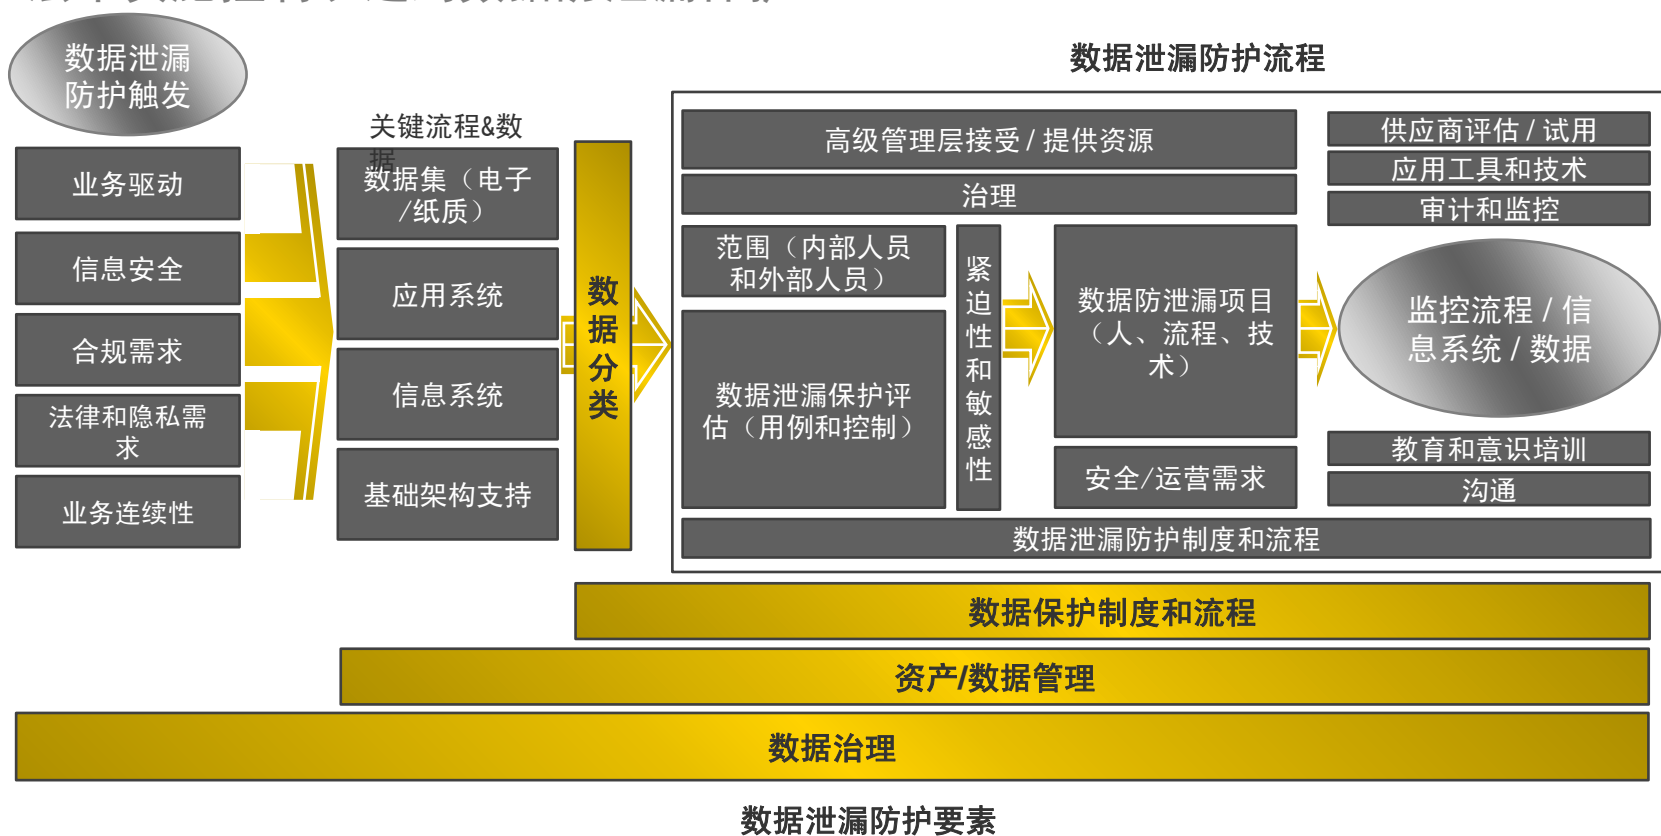 数据泄漏
防护触发
业务驱动
信息安全
合规需求
法律和隐私需
求
业务连续性
关键流程&数
据
数据集（电子
/纸质）
应用系统
信息系统
基础架构支持
数
据
分
类
数据泄漏防护流程
高级管理层接受 / 提供资源
治理
范围（内部人员
和外部人员）
数据泄漏保护评
估（用例和控制）
紧
迫
性
和
敏
感
性
数据防泄漏项目
（人、流程、技
术）
安全/运营需求
供应商评估 / 试用
应用工具和技术
审计和监控
监控流程 / 信
息系统 / 数据
教育和意识培训
沟通
数据泄漏防护制度和流程
数据保护制度和流程
资产/数据管理
数据治理
数据泄漏防护要素